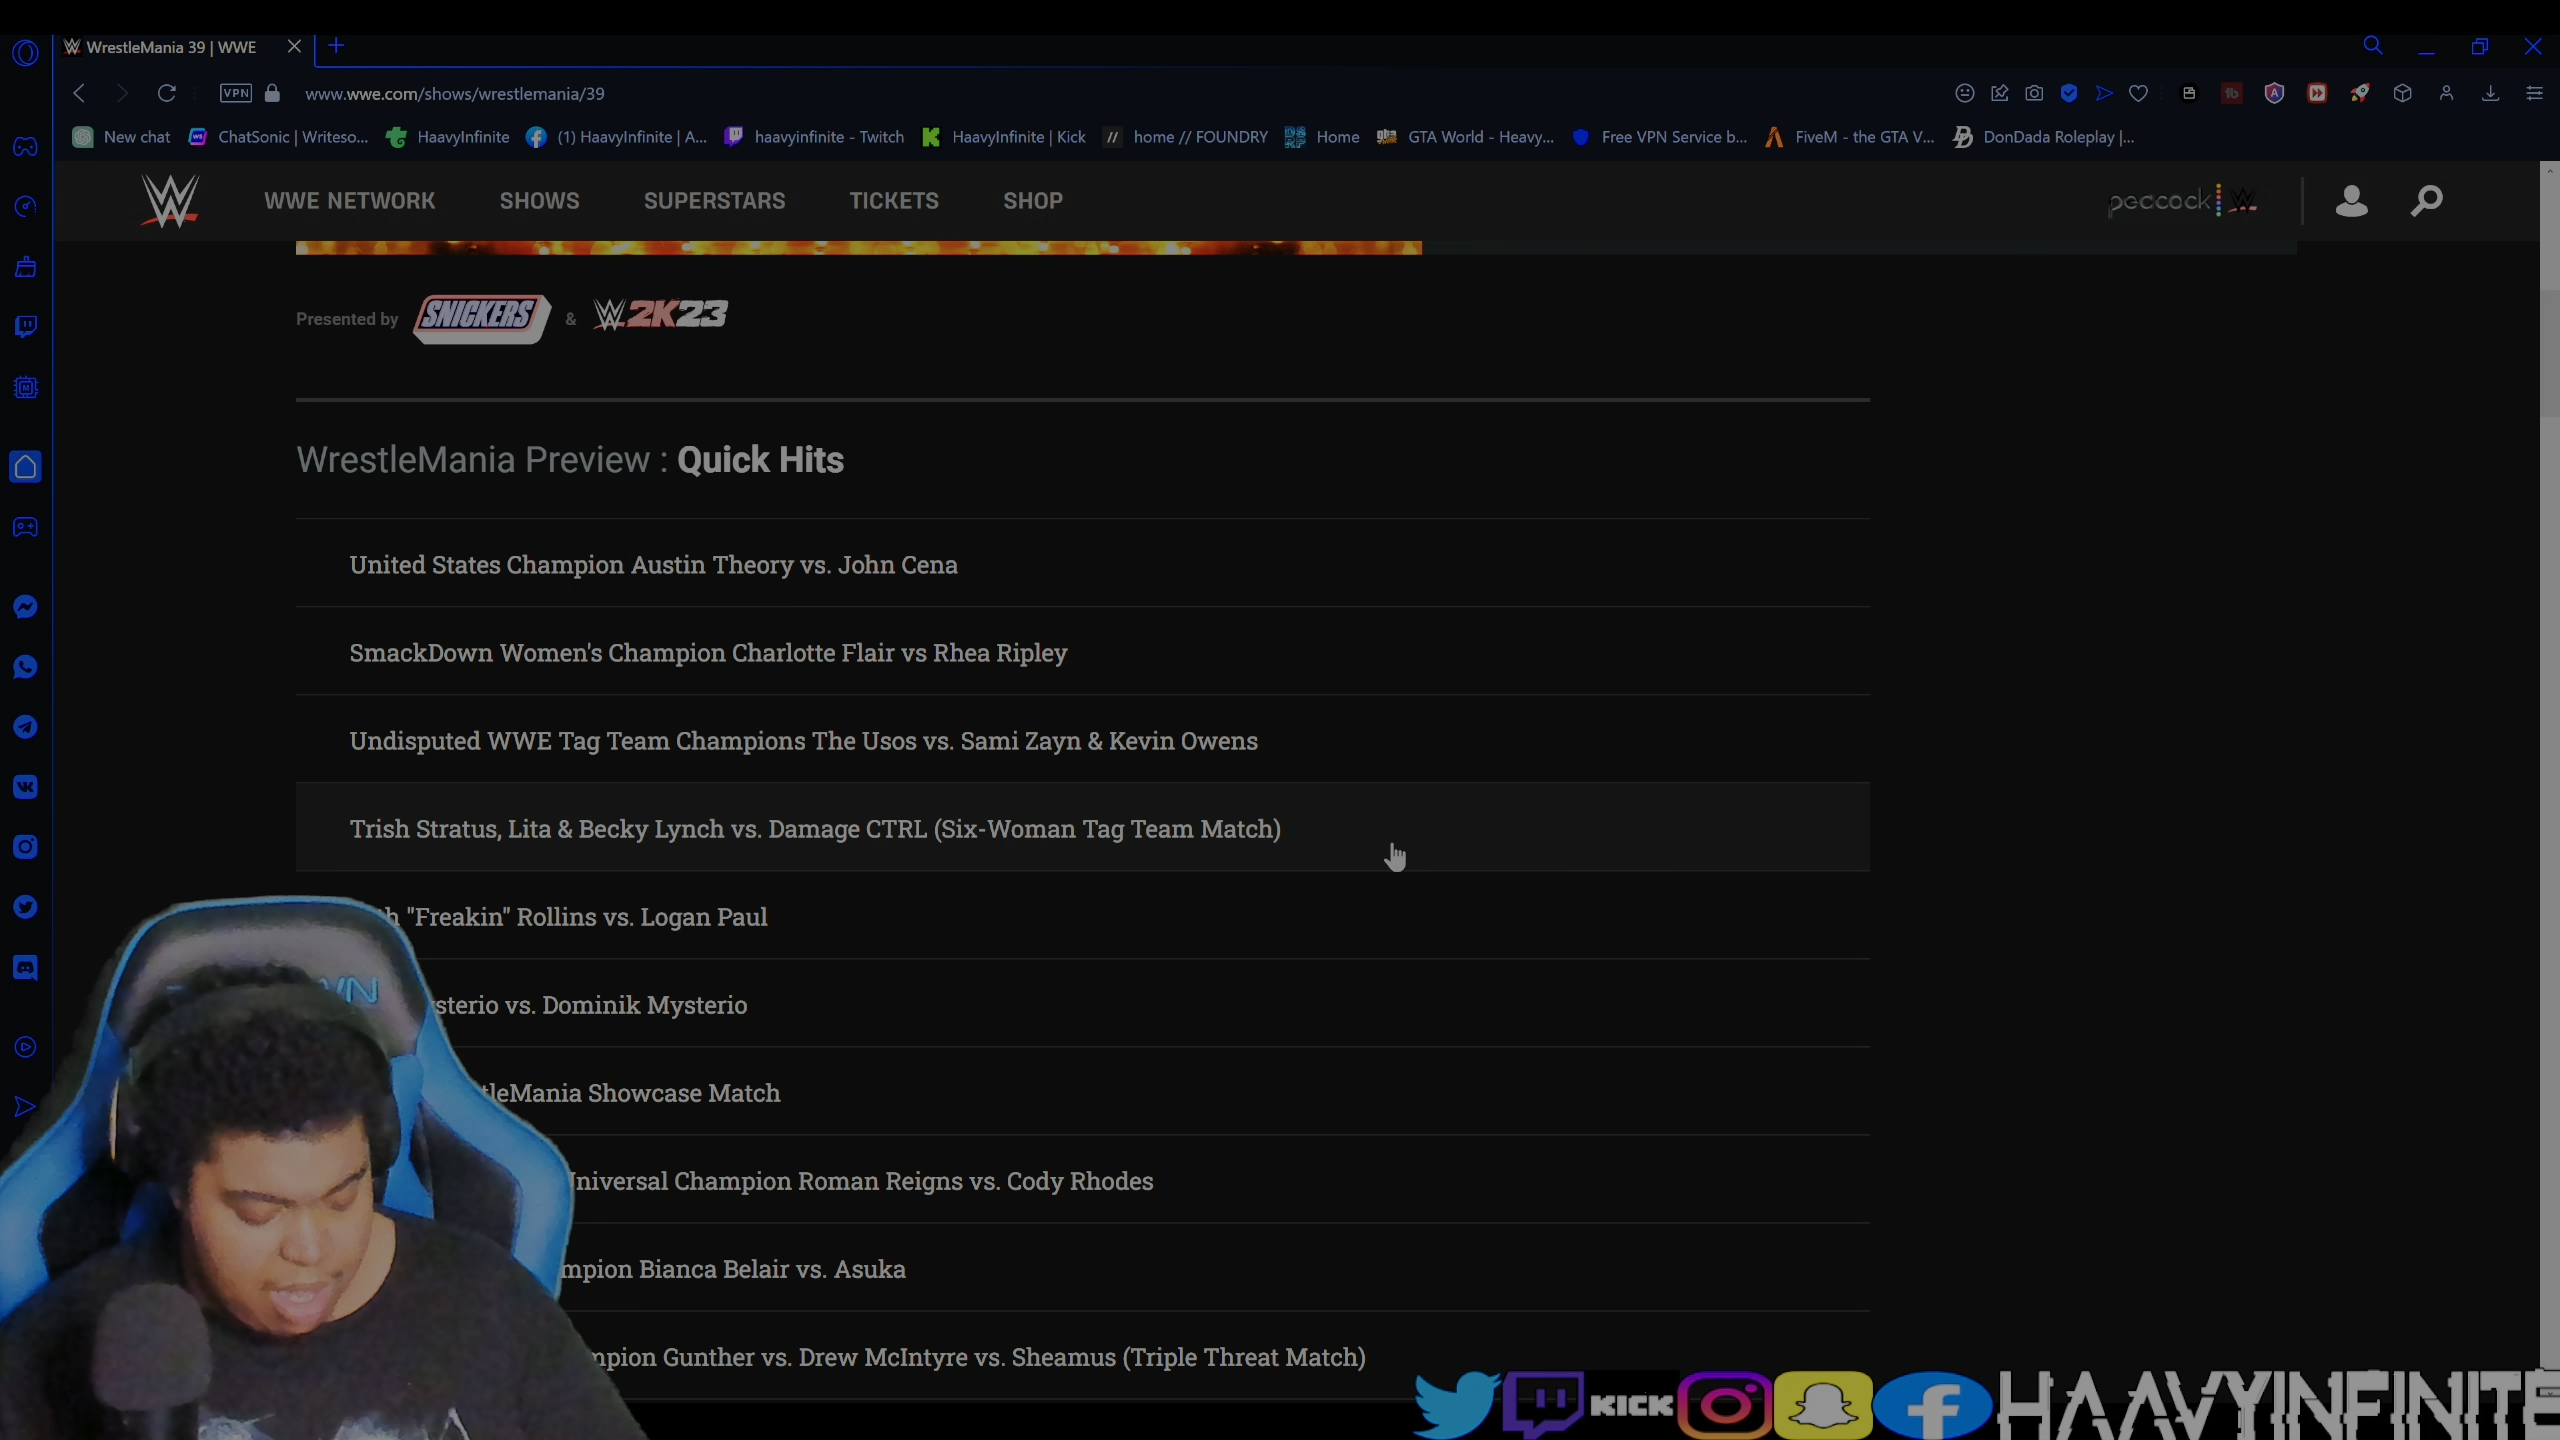 WrestleMania 39 | WWE
VPN www.wwe.com/shows/wrestlemania/39
New chat ChatSonic | Writeso... HaavyInfinite (1) HaavyInfinite | A... haavyinfinite - Twitch HaavyInfinite | Kick home // FOUNDRY Home GTA World - Heavy... Free VPN Service b... FiveM - the GTA V... DonDada Roleplay |...
WWE NETWORK SHOWS SUPERSTARS TICKETS SHOP peacock
Presented by SNICKERS & W2K23
WrestleMania Preview : Quick Hits
United States Champion Austin Theory vs. John Cena
SmackDown Women's Champion Charlotte Flair vs Rhea Ripley
Undisputed WWE Tag Team Champions The Usos vs. Sami Zayn & Kevin Owens
Trish Stratus, Lita & Becky Lynch vs. Damage CTRL (Six-Woman Tag Team Match)
"Freakin" Rollins vs. Logan Paul
sterio vs. Dominik Mysterio
tleMania Showcase Match
niversal Champion Roman Reigns vs. Cody Rhodes
mpion Bianca Belair vs. Asuka
mpion Gunther vs. Drew McIntyre vs. Sheamus (Triple Threat Match)
KICK HAAVYINFINITE